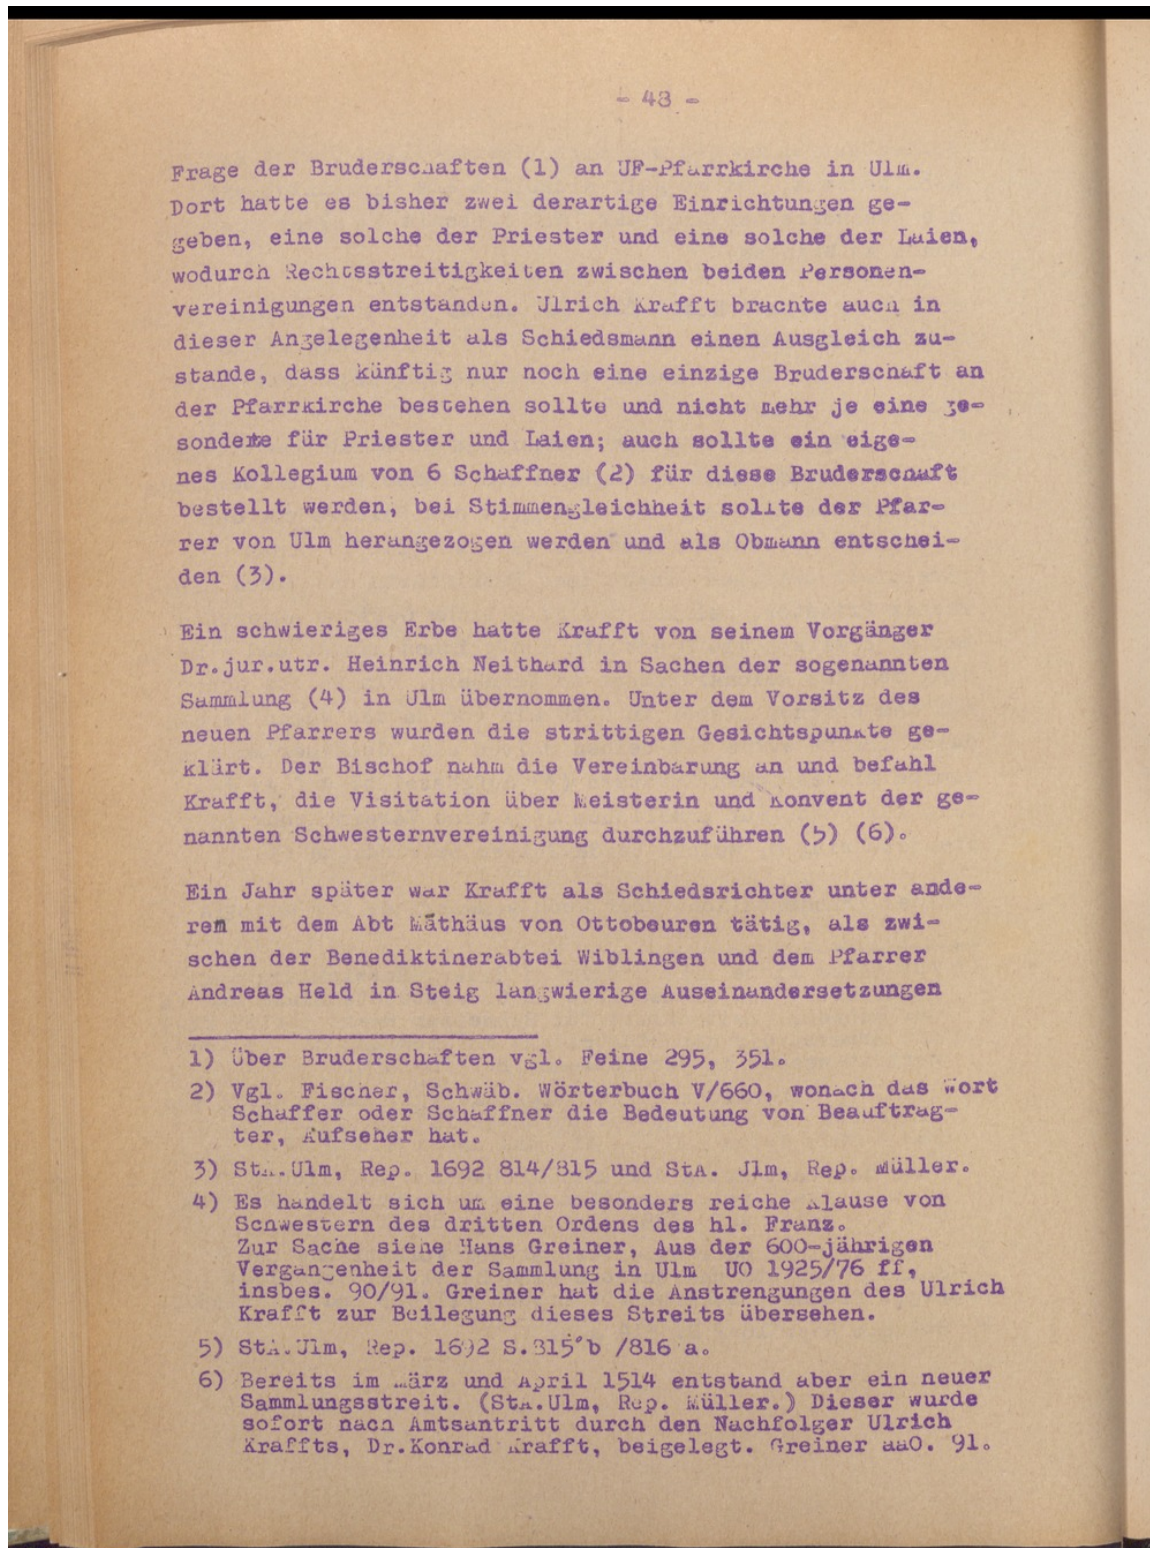 - 48 -
Frage der Bruderschaften (1) an UF-Pfarrkirche in Ulm.
Dort hatte es bisher zwei derartige Einrichtungen ge-
geben, eine solche der Priester und eine solche der Laien,
wodurch Rechtsstreitigkeiten zwischen beiden Personen-
vereinigungen entstanden. Ulrich Krafft brachte auch in
dieser Angelegenheit als Schiedsmann einen Ausgleich zu-
stande, dass künftig nur noch eine einzige Bruderschaft an
der Pfarrkirche bestehen sollte und nicht mehr je eine ge-
sonderte für Priester und Laien; auch sollte ein eige-
nes Kollegium von 6 Schaffner (2) für diese Bruderschaft
bestellt werden; bei Stimmengleichheit sollte der Pfar-
rer von Ulm herangezogen werden und als Obmann entschei-
den (3).
Ein schwieriges Erbe hatte Krafft von seinem Vorgänger
Dr.jur.utr. Heinrich Neithard in Sachen der sogenannten
Sammlung (4) in Ulm übernommen. Unter dem Vorsitz des
neuen Pfarrers wurden die strittigen Gesichtspunkte ge-
klärt. Der Bischof nahm die Vereinbarung an und befahl
Krafft, die Visitation über Meisterin und Konvent der ge-
nannten Schwesternvereinigung durchzuführen (5) (6).
Ein Jahr später war Krafft als Schiedsrichter unter ande-
ren mit dem Abt Mathäus von Ottobeuren tätig, als zwi-
schen der Benediktinerabtei Wiblingen und dem Pfarrer
Andreas Held in Steig langwierige Auseinandersetzungen
1) Über Bruderschaften vgl. Feine 295, 351.
2) Vgl. Fischer, Schwäb. Wörterbuch V/660, wonach das Wort
Schaffer oder Schaffner die Bedeutung von Beauftrag-
ter, Aufseher hat.
3) StA.Ulm, Rep. 1692 814/815 und StA. Ulm, Rep. Müller.
4) Es handelt sich um eine besonders reiche Klause von
Schwestern des dritten Ordens des hl. Franz.
Zur Sache siehe Hans Greiner, Aus der 600-jährigen
Vergangenheit der Sammlung in Ulm UO 1925/76 ff,
insbes. 90/91. Greiner hat die Anstrengungen des Ulrich
Krafft zur Beilegung dieses Streits übersehen.
5) StA.Ulm, Rep. 1692 S.815 b /816 a.
6) Bereits im März und April 1514 entstand aber ein neuer
Sammlungsstreit. (StA.Ulm, Rep. Müller.) Dieser wurde
sofort nach Amtsantritt durch den Nachfolger Ulrich
Kraffts, Dr.Konrad Krafft, beigelegt. Greiner aaO. 91.